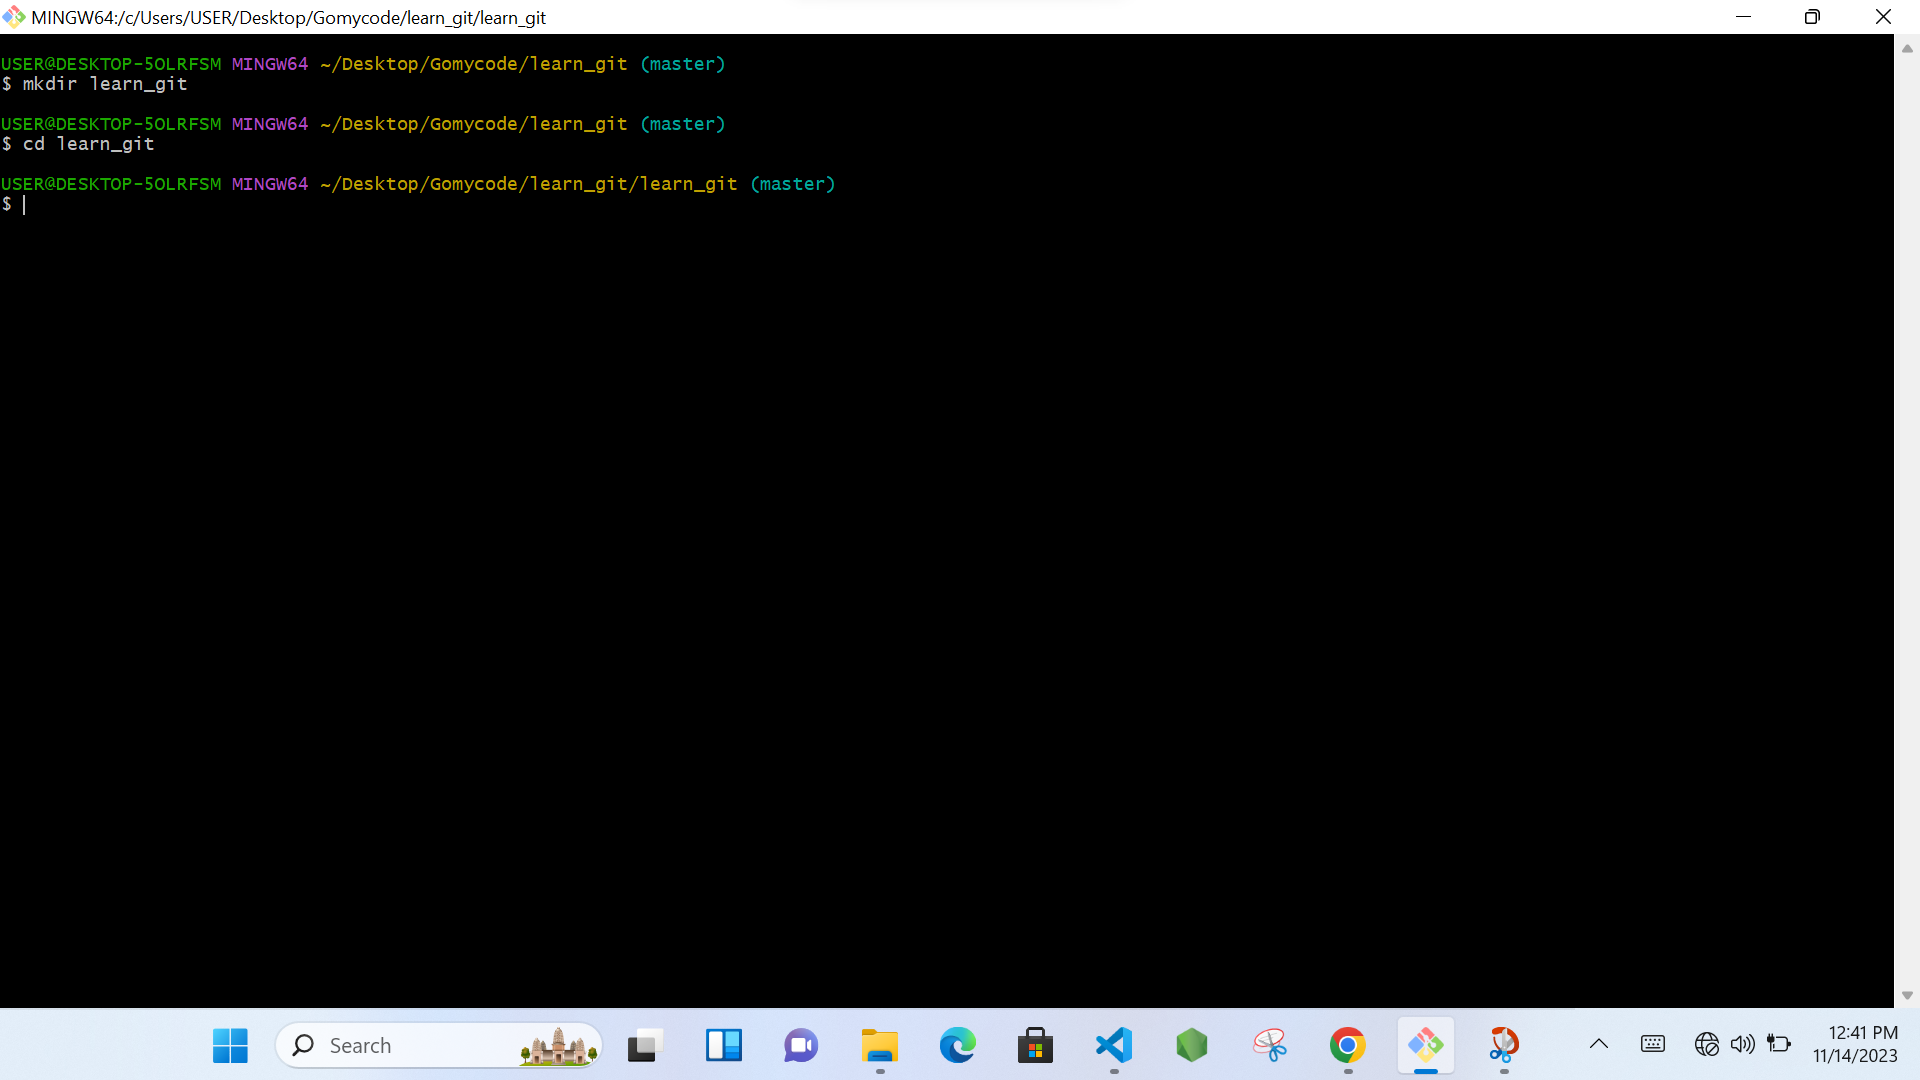 MINGW64:/c/Users/USER/Desktop/Gomycode/learn_git/learn_git
USER@DESKTOP-5OLRFSM MINGW64 ~/Desktop/Gomycode/learn_git (master)
$ mkdir learn_git
USER@DESKTOP-5OLRFSM MINGW64 ~/Desktop/Gomycode/learn_git (master)
$ cd learn_git
USER@DESKTOP-5OLRFSM MINGW64 ~/Desktop/Gomycode/learn_git/learn_git (master)
$
Search
12:41 PM
11/14/2023